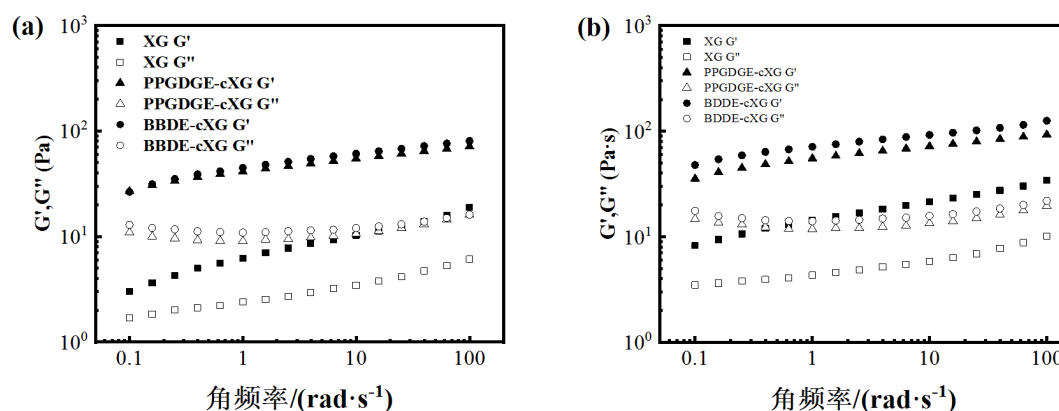 (a)
10³
10²
10¹
10⁰
G',G'' (Pa)
XG G'
XG G''
PPGDGE-cXG G'
PPGDGE-cXG G''
BBDE-cXG G'
BBDE-cXG G''
0.1 1 10 100
角频率/(rad·s⁻¹)
(b)
10³
10²
10¹
10⁰
G',G'' (Pa·s)
XG G'
XG G''
PPGDGE-cXG G'
PPGDGE-cXG G''
BDDE-cXG G'
BDDE-cXG G''
0.1 1 10 100
角频率/(rad·s⁻¹)